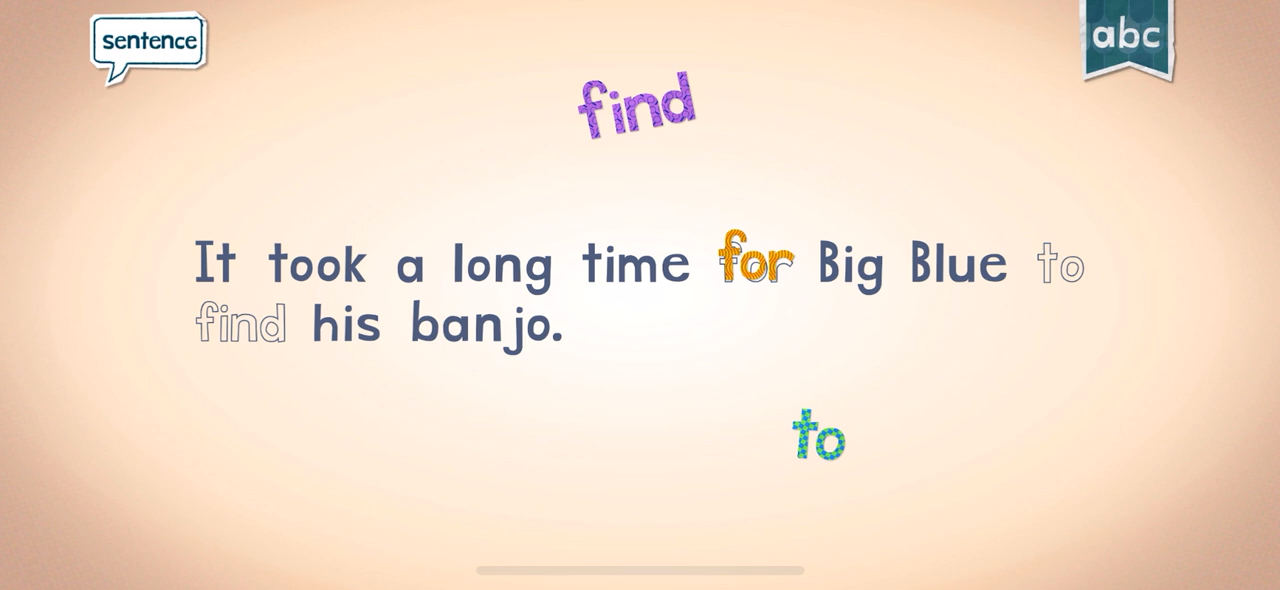 sentence
abc
find
It took a long time for Big Blue to
find his banjo.
to